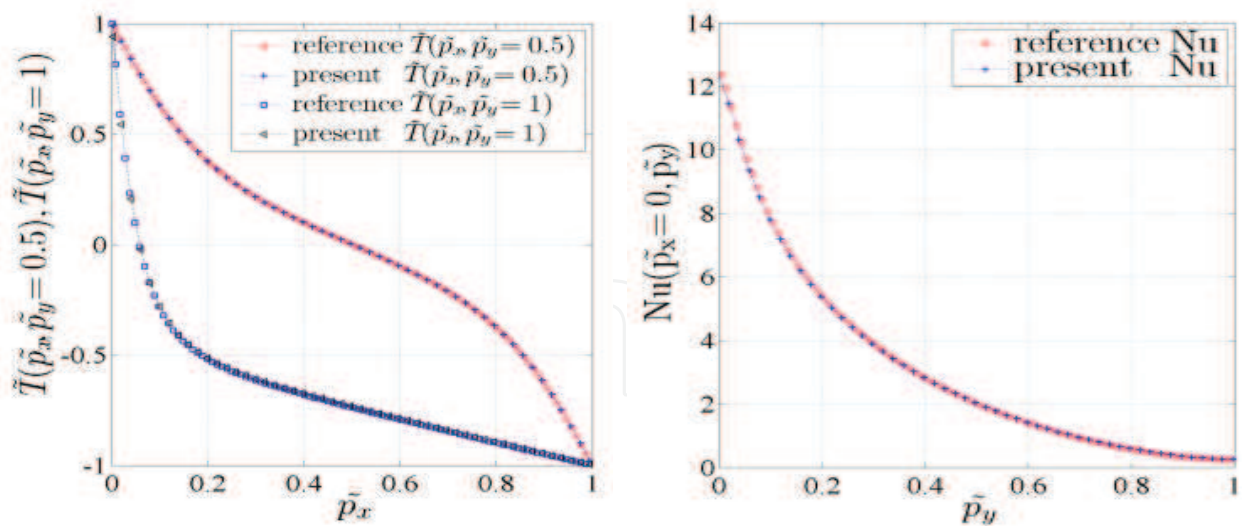 T̃(p̃x, p̃y = 0.5), T̃(p̃x, p̃y = 1)
1
0.5
0
-0.5
-1
0
0.2
0.4
0.6
0.8
1
p̃x
reference T̃(p̃x, p̃y = 0.5)
present T̃(p̃x, p̃y = 0.5)
reference T̃(p̃x, p̃y = 1)
present T̃(p̃x, p̃y = 1)
Nu(p̃x = 0, p̃y)
14
12
10
8
6
4
2
0
0
0.2
0.4
0.6
0.8
1
p̃y
reference Nu
present Nu